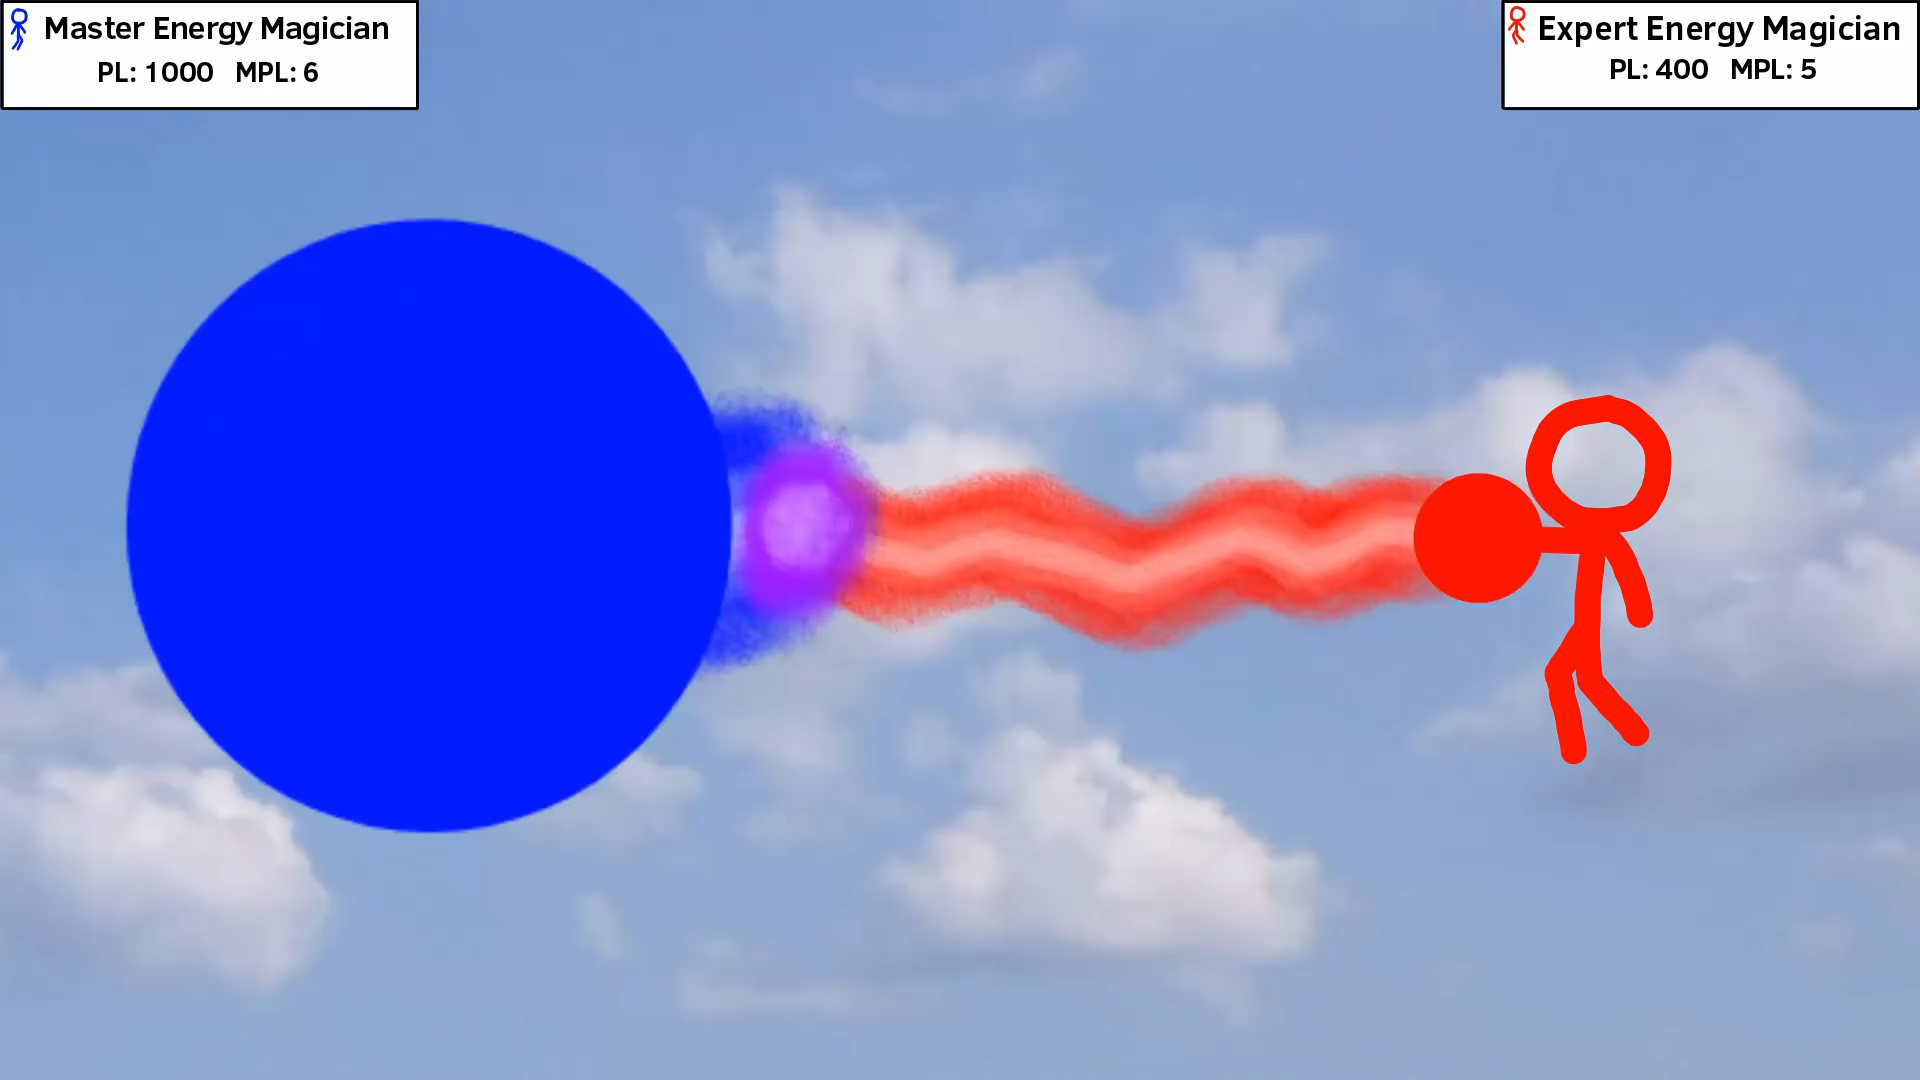 Master Energy Magician
PL: 1000 MPL: 6
Expert Energy Magician
PL: 400 MPL: 5